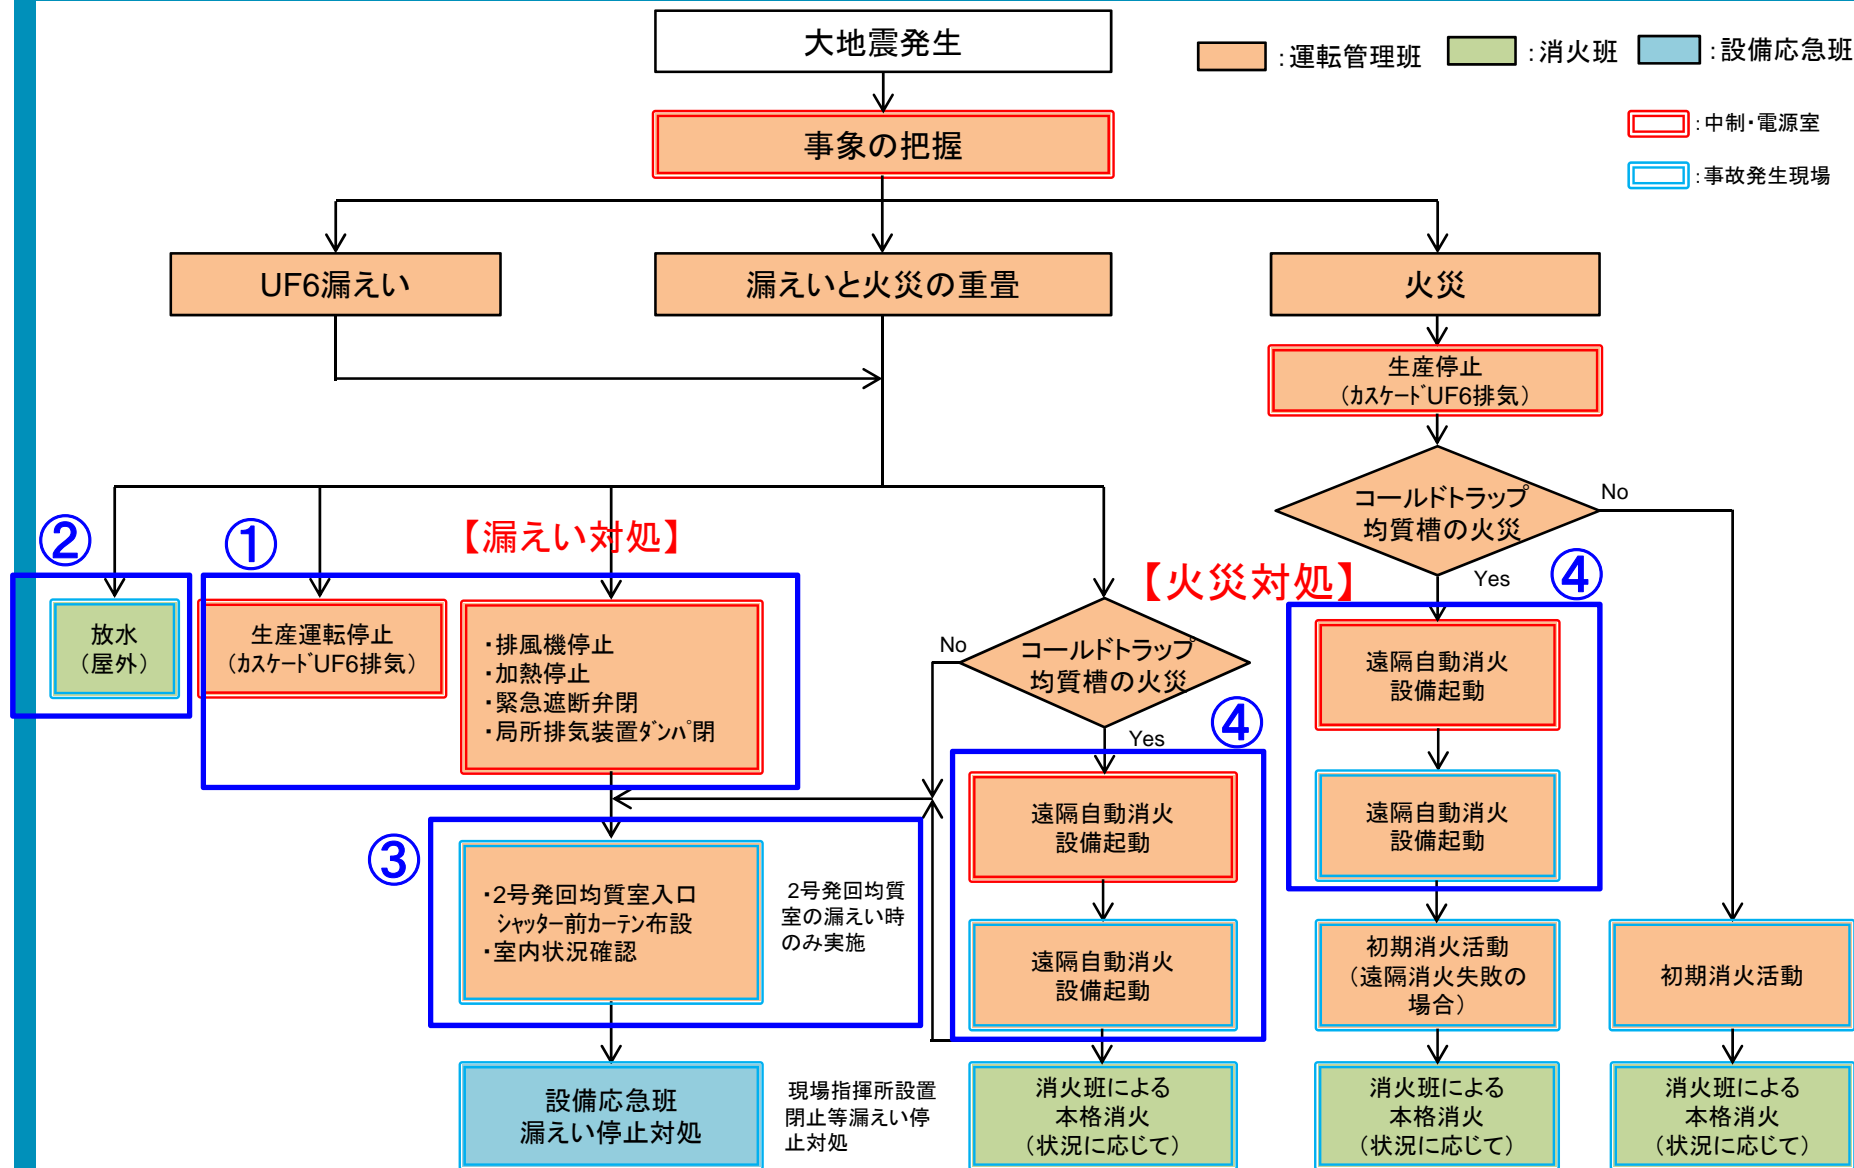 大地震発生
:運転管理班
:消火班
:設備応急班
:中制・電源室
:事故発生現場
事象の把握
UF6漏えい
漏えいと火災の重畳
火災
生産停止
(ｶｽｹｰﾄﾞUF6排気)
コールドトラップ
均質槽の火災
No
Yes
②
①
【漏えい対処】
【火災対処】
④
放水
(屋外)
生産運転停止
(ｶｽｹｰﾄﾞUF6排気)
・排風機停止
・加熱停止
・緊急遮断弁閉
・局所排気装置ﾀﾞﾝﾊﾟ閉
No
コールドトラップ
均質槽の火災
Yes
④
遠隔自動消火
設備起動
遠隔自動消火
設備起動
③
・2号発回均質室入口
ｼｬｯﾀｰ前ｶｰﾃﾝ布設
・室内状況確認
2号発回均質
室の漏えい時
のみ実施
遠隔自動消火
設備起動
遠隔自動消火
設備起動
初期消火活動
(遠隔消火失敗の
場合)
初期消火活動
設備応急班
漏えい停止対処
現場指揮所設置
閉止等漏えい停
止対処
消火班による
本格消火
(状況に応じて)
消火班による
本格消火
(状況に応じて)
消火班による
本格消火
(状況に応じて)